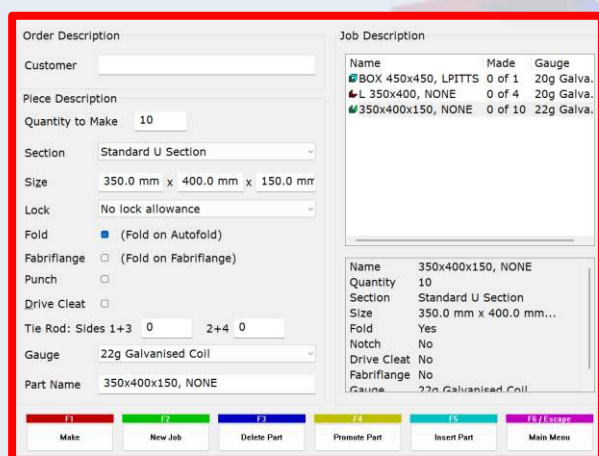 Order Description
Customer
Piece Description
Quantity to Make 10
Section Standard U Section
Size 350.0 mm x 400.0 mm x 150.0 mm
Lock No lock allowance
Fold (Fold on Autofold)
Fabriflange (Fold on Fabriflange)
Punch
Drive Cleat
Tie Rod: Sides 1+3 0 2+4 0
Gauge 22g Galvanised Coil
Part Name 350x400x150, NONE
Job Description
Name Made Gauge
BOX 450x450, LPITTS 0 of 1 20g Galva.
L 350x400, NONE 0 of 4 20g Galva.
350x400x150, NONE 0 of 10 22g Galva.
Name 350x400x150, NONE
Quantity 10
Section Standard U Section
Size 350.0 mm x 400.0 mm...
Fold Yes
Notch No
Drive Cleat No
Fabriflange No
Gauge 22g Galvanised Coil
F1 F2 F3 F4 F5 F6/Escape
Make New Job Delete Part Promote Part Insert Part Main Menu